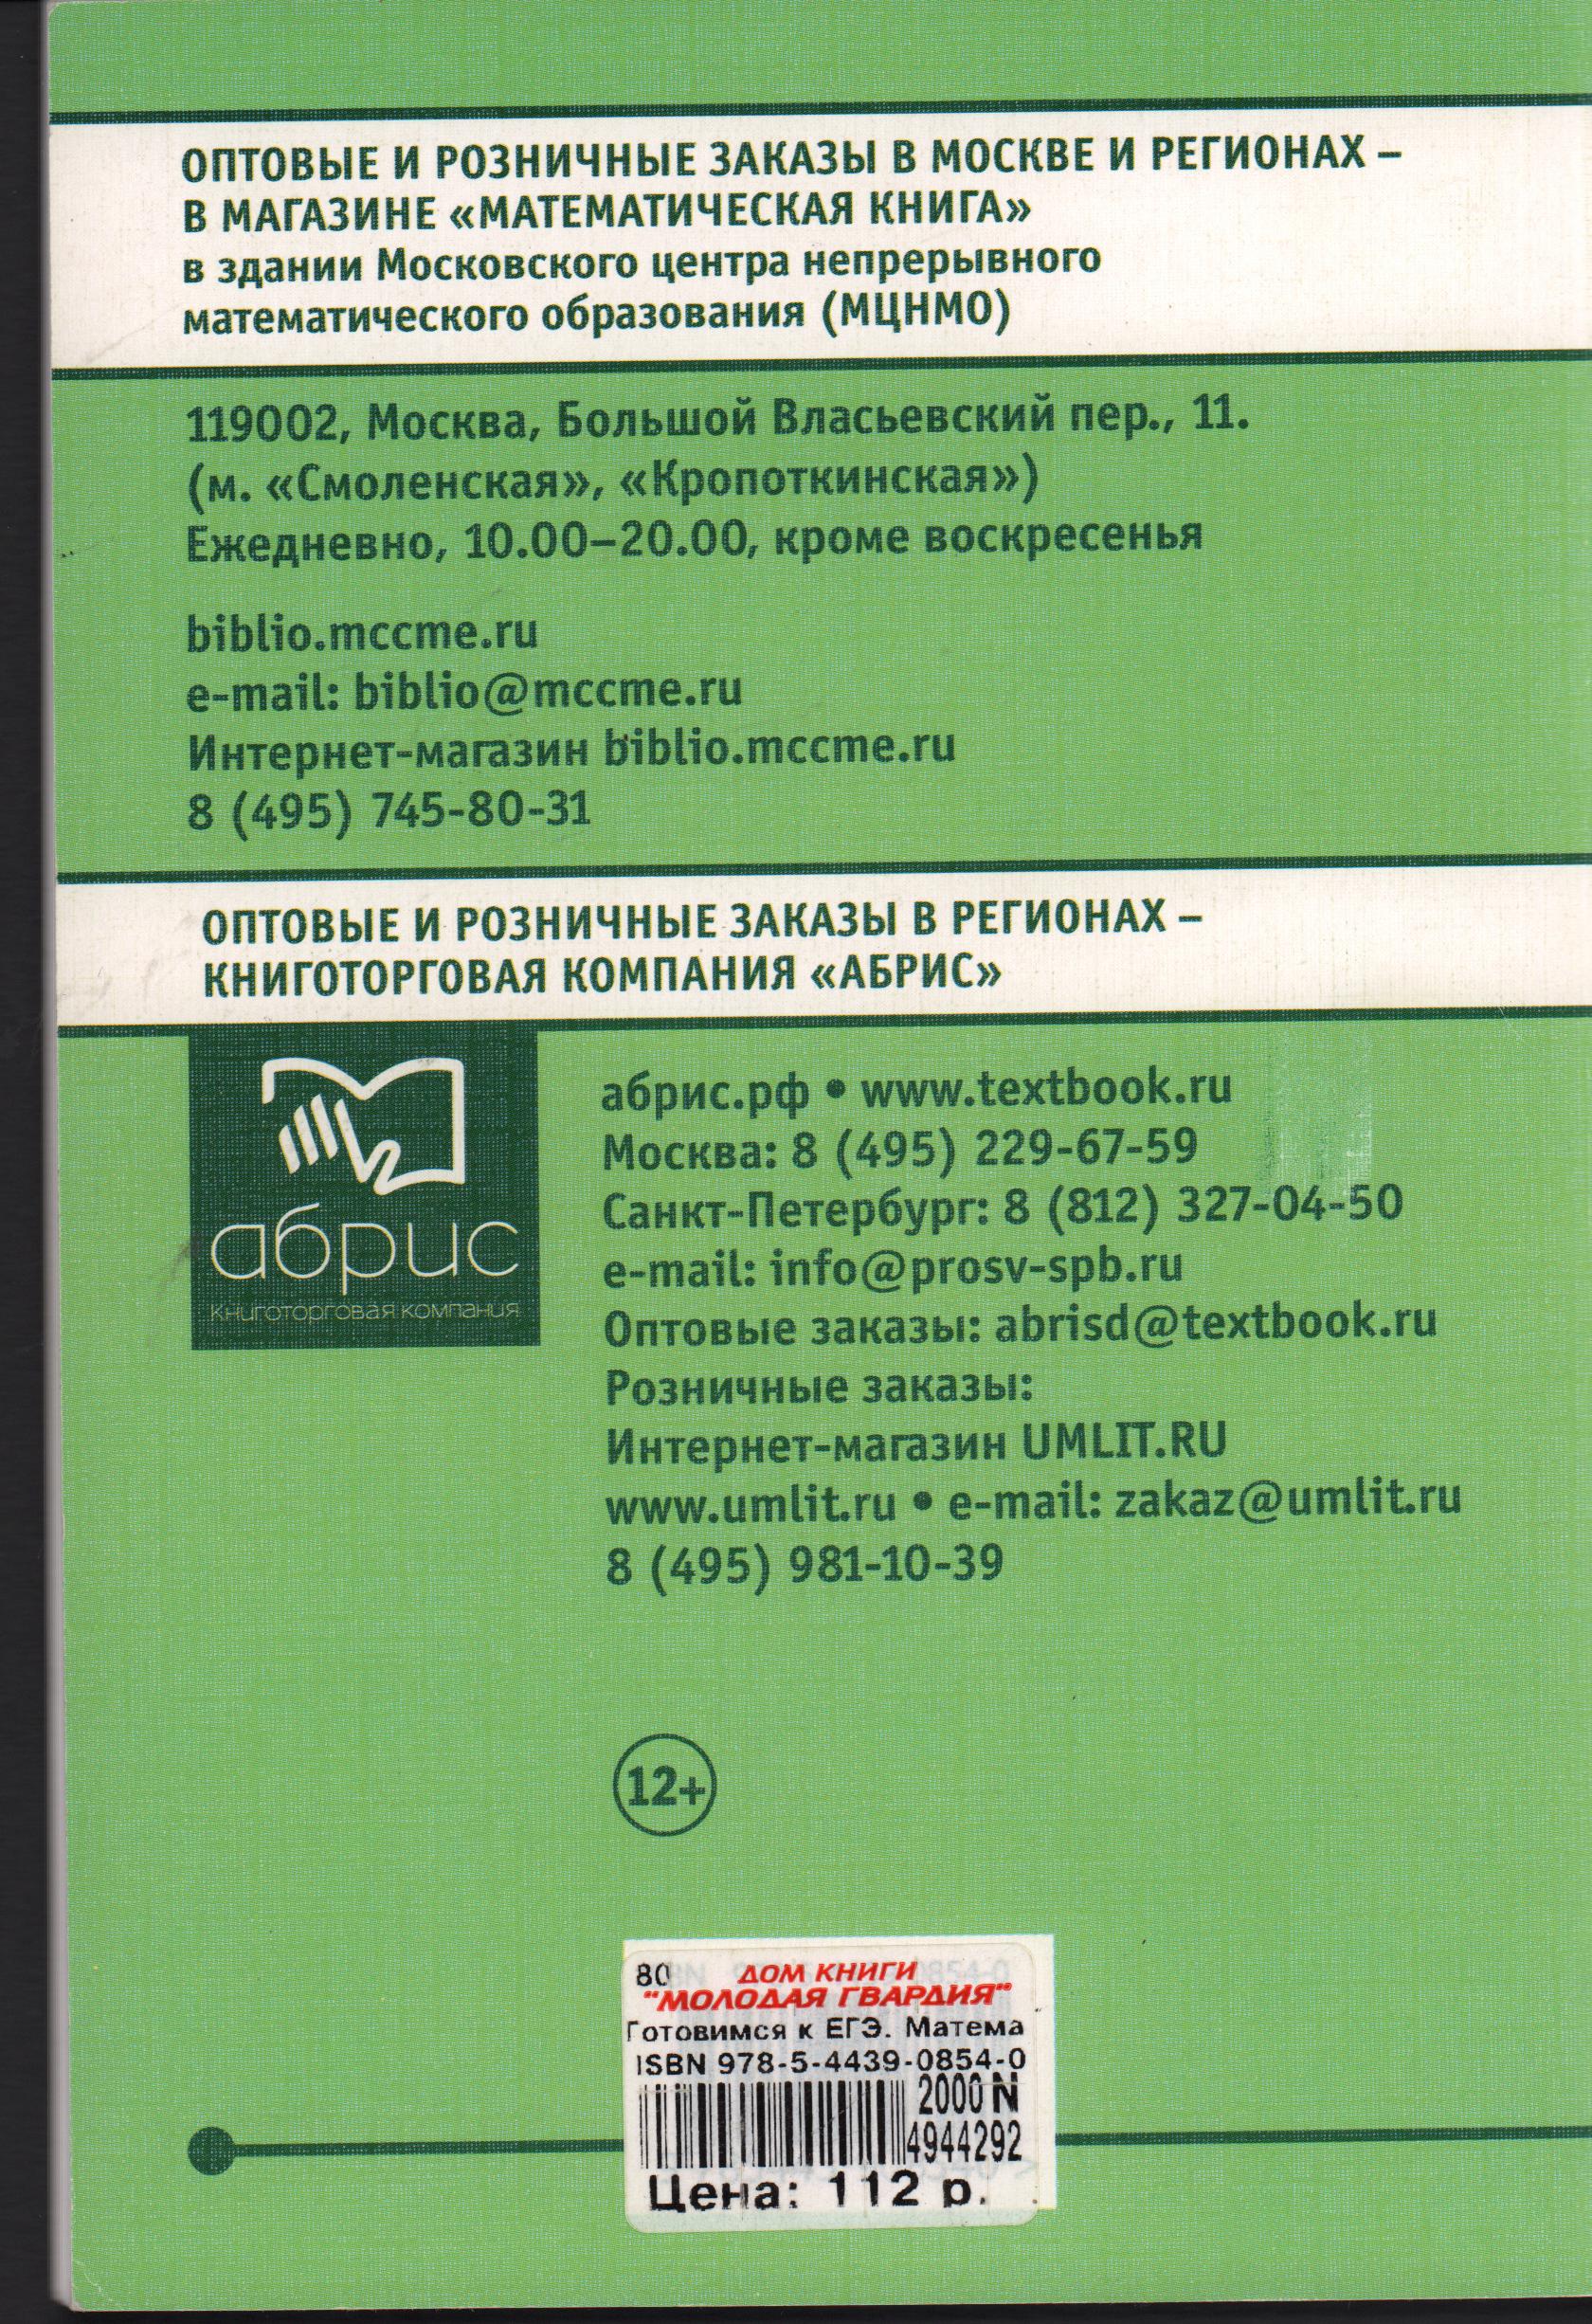 ОПТОВЫЕ И РОЗНИЧНЫЕ ЗАКАЗЫ В МОСКВЕ И РЕГИОНАХ –
В МАГАЗИНЕ «МАТЕМАТИЧЕСКАЯ КНИГА»
в здании Московского центра непрерывного
математического образования (МЦНМО)
119002, Москва, Большой Власьевский пер., 11.
(м. «Смоленская», «Кропоткинская»)
Ежедневно, 10.00–20.00, кроме воскресенья
biblio.mccme.ru
e-mail: biblio@mccme.ru
Интернет-магазин biblio.mccme.ru
8 (495) 745-80-31
ОПТОВЫЕ И РОЗНИЧНЫЕ ЗАКАЗЫ В РЕГИОНАХ –
КНИГОТОРГОВАЯ КОМПАНИЯ «АБРИС»
абрис
книготорговая компания
абрис.рф • www.textbook.ru
Москва: 8 (495) 229-67-59
Санкт-Петербург: 8 (812) 327-04-50
e-mail: info@prosv-spb.ru
Оптовые заказы: abrisd@textbook.ru
Розничные заказы:
Интернет-магазин UMLIT.RU
www.umlit.ru • e-mail: zakaz@umlit.ru
8 (495) 981-10-39
12+
80 ДОМ КНИГИ
"МОЛОДАЯ ГВАРДИЯ"
Готовимся к ЕГЭ. Матема
ISBN 978-5-4439-0854-0
2000 N
4944292
Цена: 112 р.